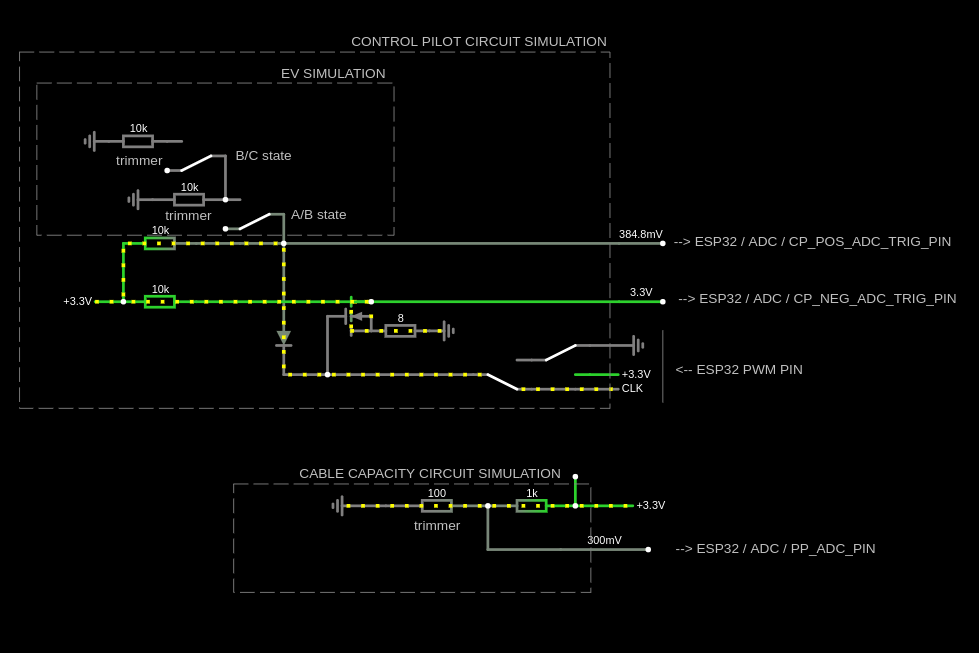 CONTROL PILOT CIRCUIT SIMULATION
EV SIMULATION
10k
trimmer
B/C state
10k
trimmer
A/B state
10k
384.8mV
--> ESP32 / ADC / CP_POS_ADC_TRIG_PIN
10k
+3.3V
3.3V
--> ESP32 / ADC / CP_NEG_ADC_TRIG_PIN
8
+3.3V
<-- ESP32 PWM PIN
CLK
CABLE CAPACITY CIRCUIT SIMULATION
100
1k
+3.3V
trimmer
300mV
--> ESP32 / ADC / PP_ADC_PIN